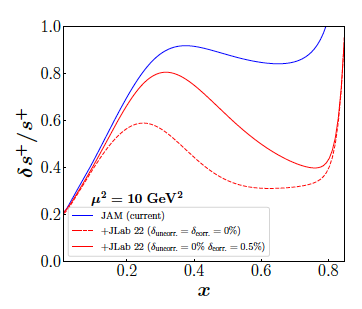 1.0
0.8
0.6
0.4
0.2
0.0
δs⁺/s⁺
μ² = 10 GeV²
JAM (current)
+JLab 22 (δuncorr. = δcorr. = 0%)
+JLab 22 (δuncorr. = 0% δcorr. = 0.5%)
0.2 0.4 0.6 0.8
x